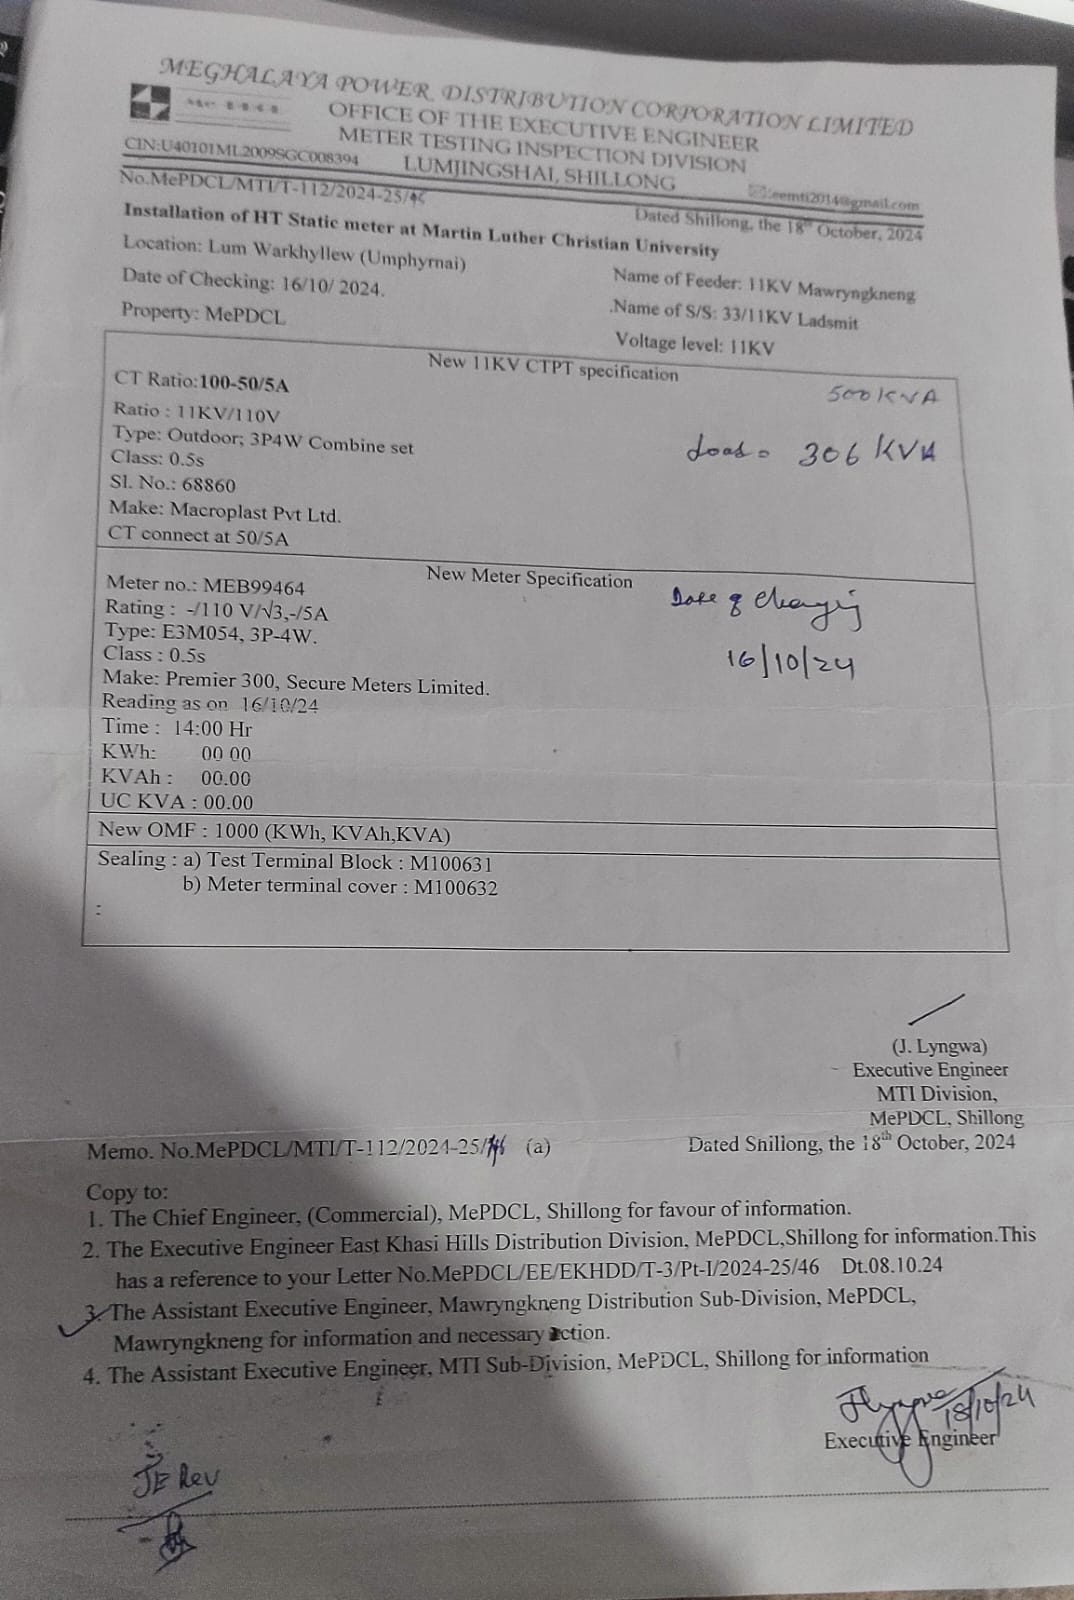 MEGHALAYA POWER DISTRIBUTION CORPORATION LIMITED
OFFICE OF THE EXECUTIVE ENGINEER
METER TESTING INSPECTION DIVISION
CIN:U40101ML2009SGC008394
LUMJINGSHAI, SHILLONG
:eemti2014@gmail.com
No.MePDCL/MTI/T-112/2024-25/
Dated Shillong, the 18th October, 2024
Installation of HT Static meter at Martin Luther Christian University
Location: Lum Warkhyllew (Umphyrnai)
Name of Feeder: 11KV Mawryngkneng
Date of Checking: 16/10/ 2024.
.Name of S/S: 33/11KV Ladsmit
Property: MePDCL
Voltage level: 11KV
New 11KV CTPT specification
CT Ratio:100-50/5A
500 KVA
Ratio : 11KV/110V
Type: Outdoor; 3P4W Combine set
Load = 306 KVA
Class: 0.5s
Sl. No.: 68860
Make: Macroplast Pvt Ltd.
CT connect at 50/5A
New Meter Specification
Meter no.: MEB99464
Date of Changing
Rating : -/110 V/√3,-/5A
Type: E3M054, 3P-4W.
16/10/24
Class : 0.5s
Make: Premier 300, Secure Meters Limited.
Reading as on 16/10/24
Time : 14:00 Hr
KWh: 00 00
KVAh : 00.00
UC KVA : 00.00
New OMF : 1000 (KWh, KVAh,KVA)
Sealing : a) Test Terminal Block : M100631
b) Meter terminal cover : M100632
:
(J. Lyngwa)
Executive Engineer
MTI Division,
MePDCL, Shillong
Memo. No.MePDCL/MTI/T-112/2024-25/ (a)
Dated Shillong, the 18th October, 2024
Copy to:
1. The Chief Engineer, (Commercial), MePDCL, Shillong for favour of information.
2. The Executive Engineer East Khasi Hills Distribution Division, MePDCL,Shillong for information.This
has a reference to your Letter No.MePDCL/EE/EKHDD/T-3/Pt-I/2024-25/46 Dt.08.10.24
3. The Assistant Executive Engineer, Mawryngkneng Distribution Sub-Division, MePDCL,
Mawryngkneng for information and necessary action.
4. The Assistant Executive Engineer, MTI Sub-Division, MePDCL, Shillong for information
18/10/24
Executive Engineer
JE Rev